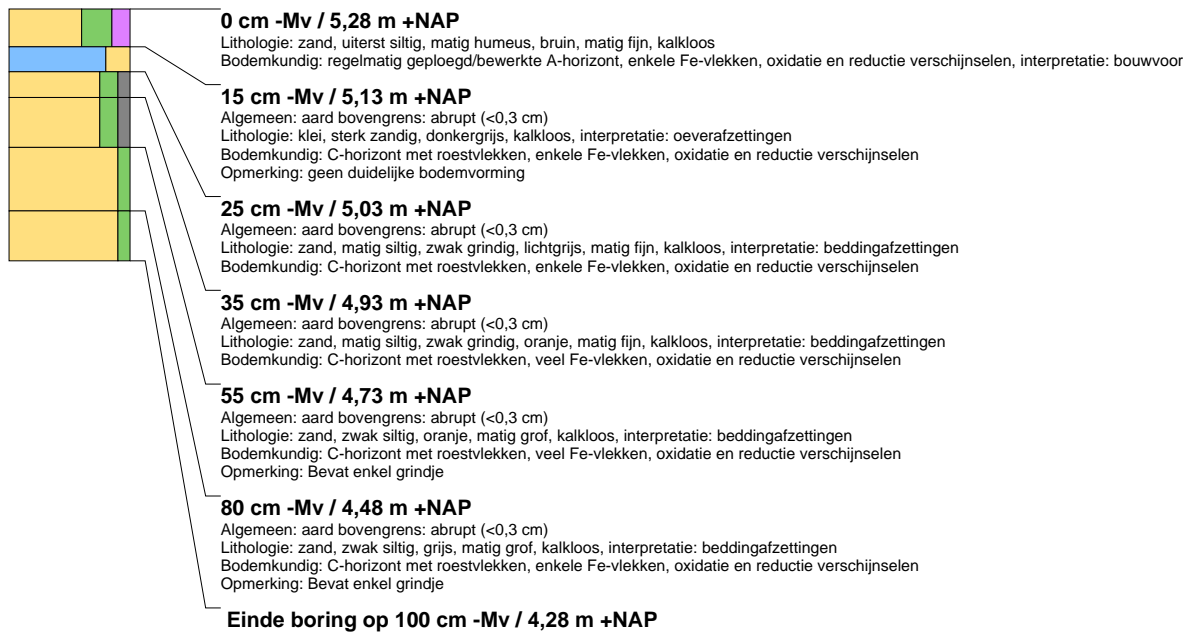 0 cm -Mv / 5,28 m +NAP
Lithologie: zand, uiterst siltig, matig humeus, bruin, matig fijn, kalkloos
Bodemkundig: regelmatig geploegd/bewerkte A-horizont, enkele Fe-vlekken, oxidatie en reductie verschijnselen, interpretatie: bouwvoor
15 cm -Mv / 5,13 m +NAP
Algemeen: aard bovengrens: abrupt (<0,3 cm)
Lithologie: klei, sterk zandig, donkergrijs, kalkloos, interpretatie: oeverafzettingen
Bodemkundig: C-horizont met roestvlekken, enkele Fe-vlekken, oxidatie en reductie verschijnselen
Opmerking: geen duidelijke bodemvorming
25 cm -Mv / 5,03 m +NAP
Algemeen: aard bovengrens: abrupt (<0,3 cm)
Lithologie: zand, matig siltig, zwak grindig, lichtgrijs, matig fijn, kalkloos, interpretatie: beddingafzettingen
Bodemkundig: C-horizont met roestvlekken, enkele Fe-vlekken, oxidatie en reductie verschijnselen
35 cm -Mv / 4,93 m +NAP
Algemeen: aard bovengrens: abrupt (<0,3 cm)
Lithologie: zand, matig siltig, zwak grindig, oranje, matig fijn, kalkloos, interpretatie: beddingafzettingen
Bodemkundig: C-horizont met roestvlekken, veel Fe-vlekken, oxidatie en reductie verschijnselen
55 cm -Mv / 4,73 m +NAP
Algemeen: aard bovengrens: abrupt (<0,3 cm)
Lithologie: zand, zwak siltig, oranje, matig grof, kalkloos, interpretatie: beddingafzettingen
Bodemkundig: C-horizont met roestvlekken, veel Fe-vlekken, oxidatie en reductie verschijnselen
Opmerking: Bevat enkel grindje
80 cm -Mv / 4,48 m +NAP
Algemeen: aard bovengrens: abrupt (<0,3 cm)
Lithologie: zand, zwak siltig, grijs, matig grof, kalkloos, interpretatie: beddingafzettingen
Bodemkundig: C-horizont met roestvlekken, enkele Fe-vlekken, oxidatie en reductie verschijnselen
Opmerking: Bevat enkel grindje
Einde boring op 100 cm -Mv / 4,28 m +NAP